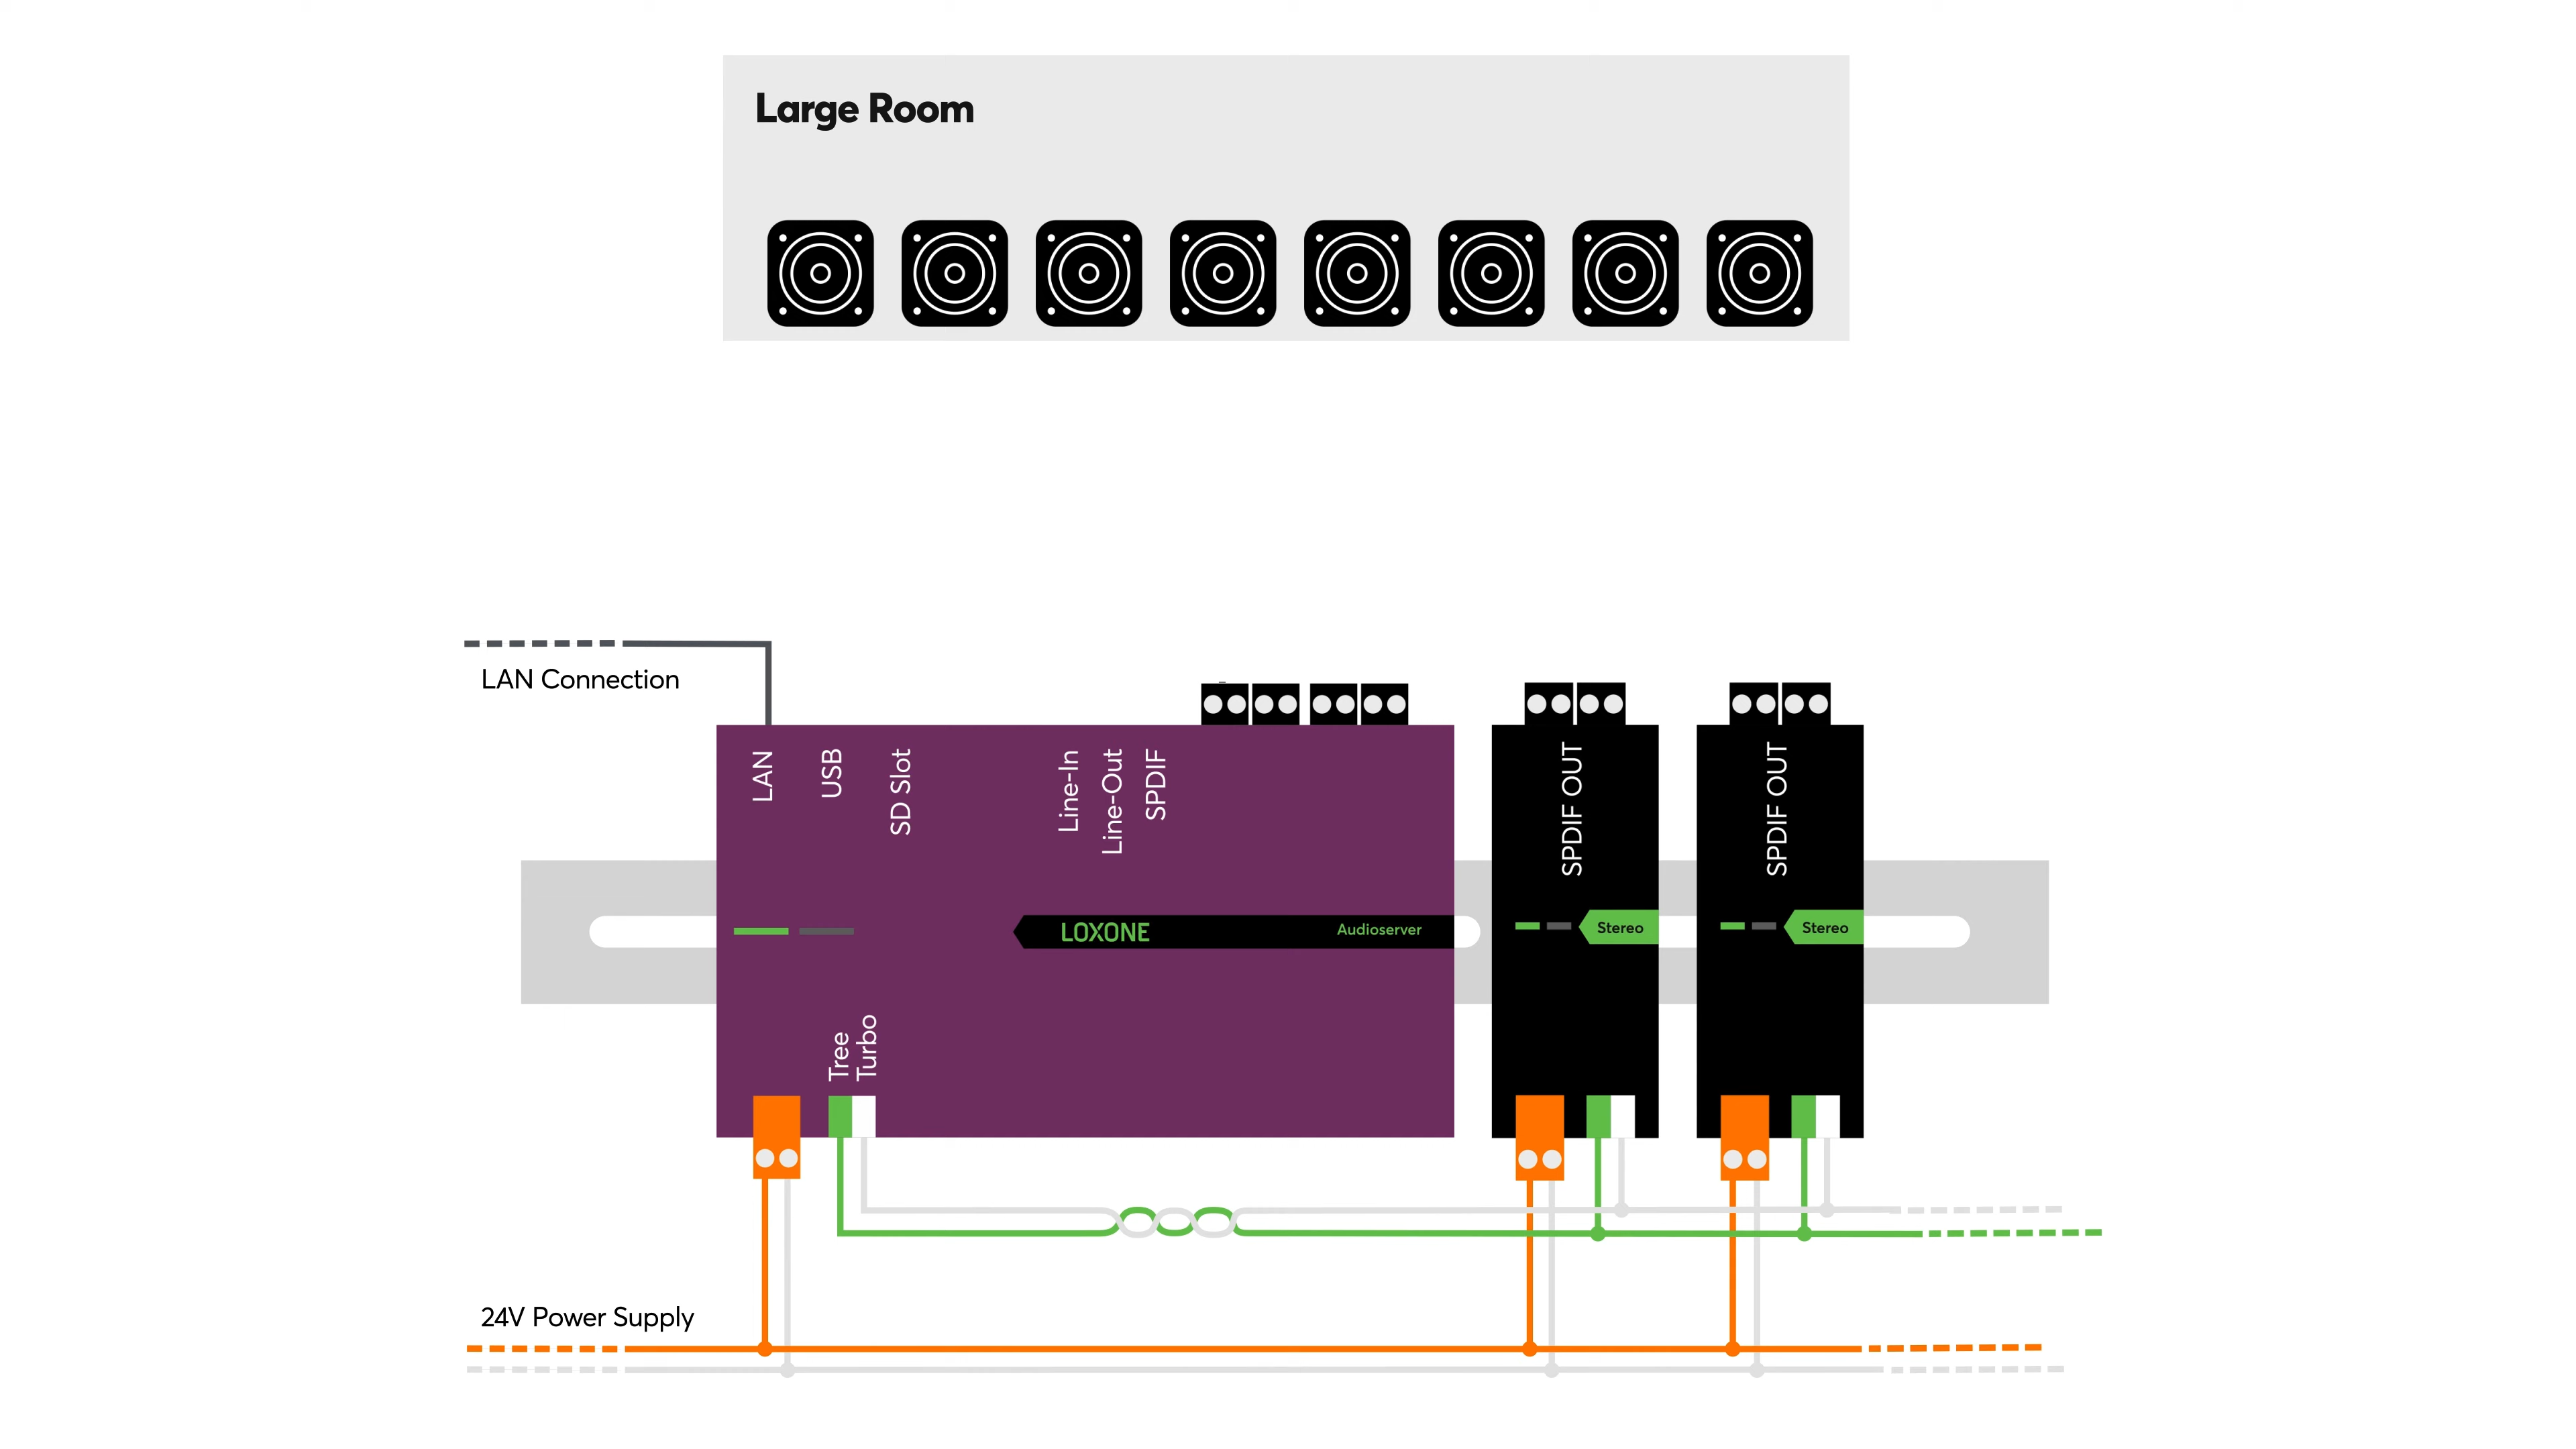 Large Room
LAN Connection
LAN
USB
SD Slot
Line-In
Line-Out
SPDIF
SPDIF OUT
SPDIF OUT
LOXONE
Audioserver
Stereo
Stereo
Tree
Turbo
24V Power Supply